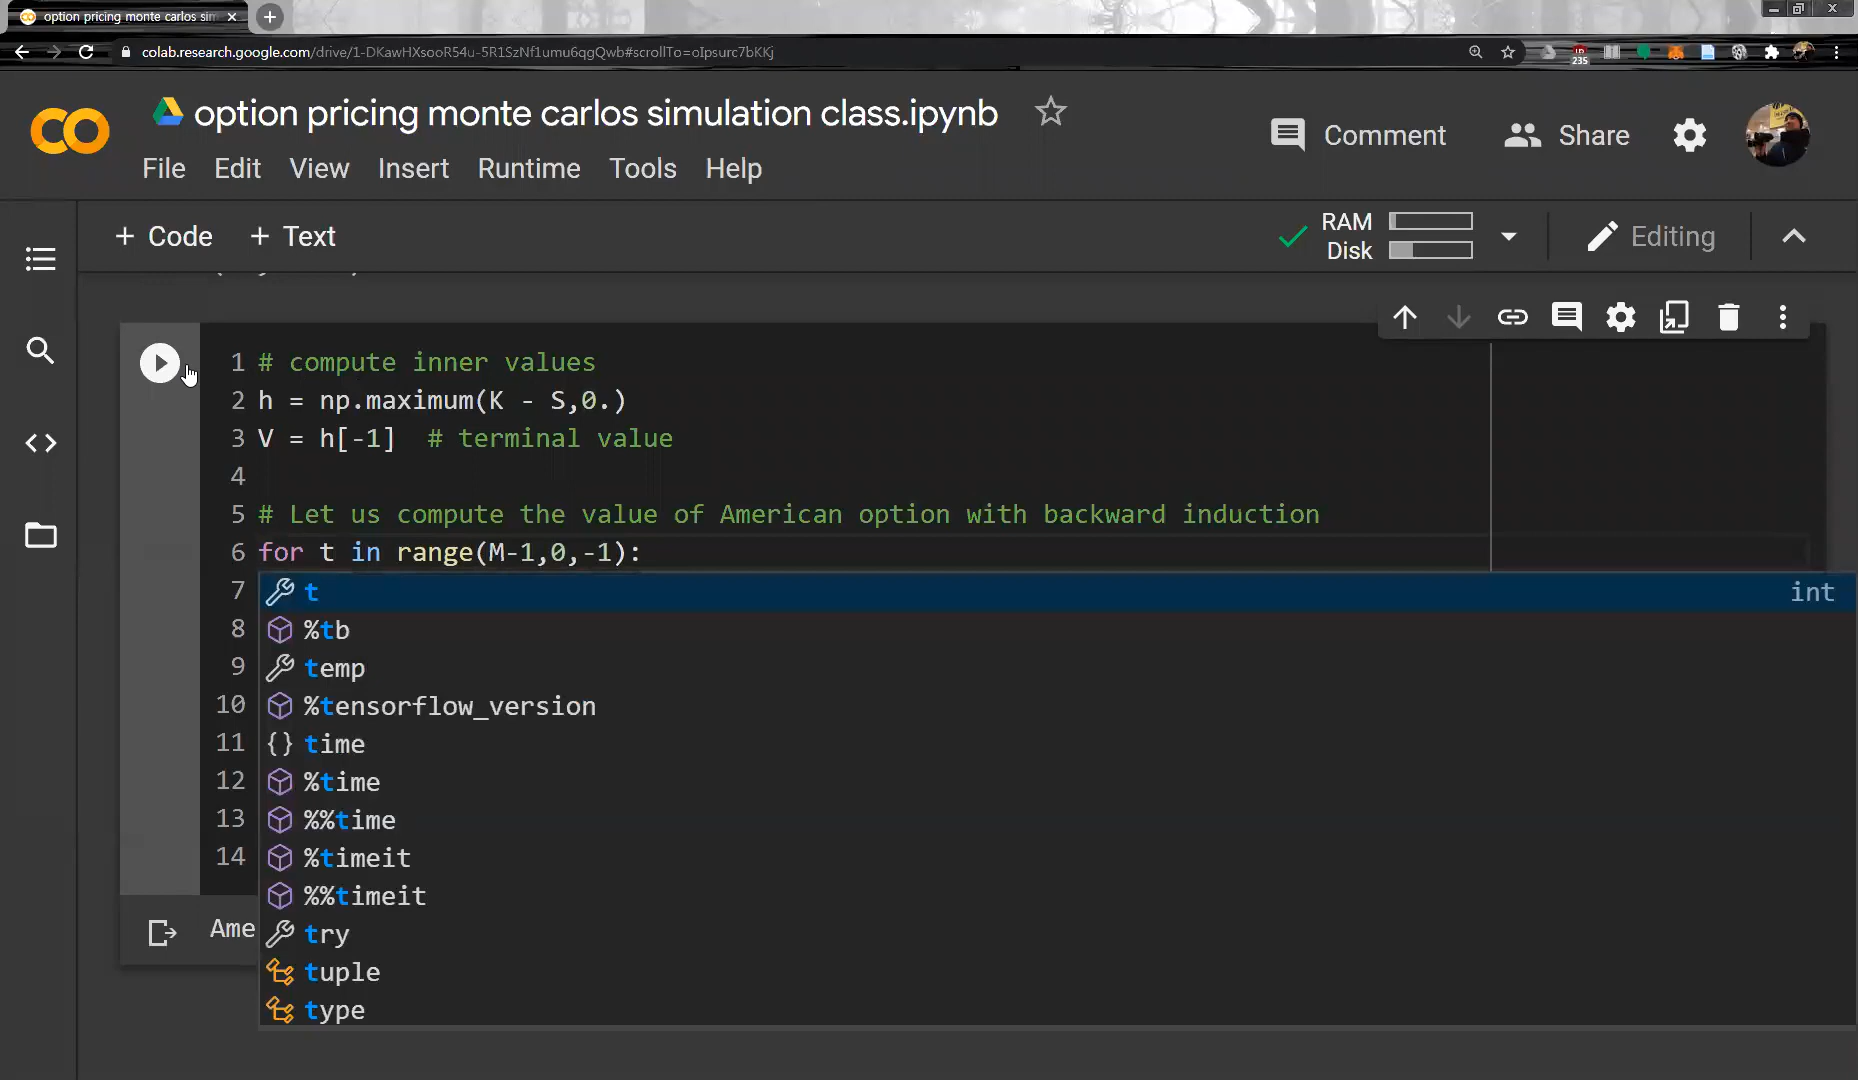 option pricing monte carlos sim
colab.research.google.com/drive/1-DKawHXsooR54u-5R1SzNf1umu6qgQwb#scrollTo=oIpsurc7bKKj
235
option pricing monte carlos simulation class.ipynb
Comment
Share
File Edit View Insert Runtime Tools Help
+ Code + Text
RAM
Disk
Editing
1 # compute inner values
2 h = np.maximum(K - S,0.)
3 V = h[-1]  # terminal value
4
5 # Let us compute the value of American option with backward induction
6 for t in range(M-1,0,-1):
7 t int
8 %tb
9 temp
10 %tensorflow_version
11 {} time
12 %time
13 %%time
14 %timeit
%%timeit
Ame try
tuple
type